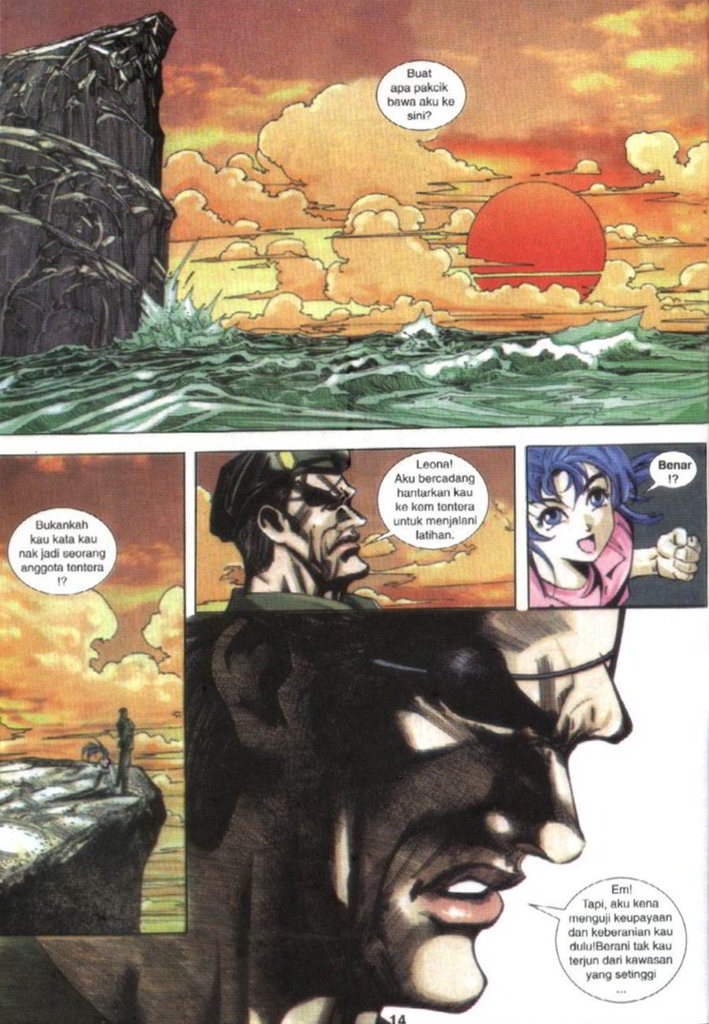 Buat
apa pakcik
bawa aku ke
sini?
Bukankah
kau kata kau
nak jadi seorang
anggota tentera
!?
Leona!
Aku bercadang
hantarkan kau
ke kem tentera
untuk menjalani
latihan.
Benar
!?
Em!
Tapi, aku kena
menguji keupayaan
dan keberanian kau
dulu!Berani tak kau
terjun dari kawasan
yang setinggi
...
14